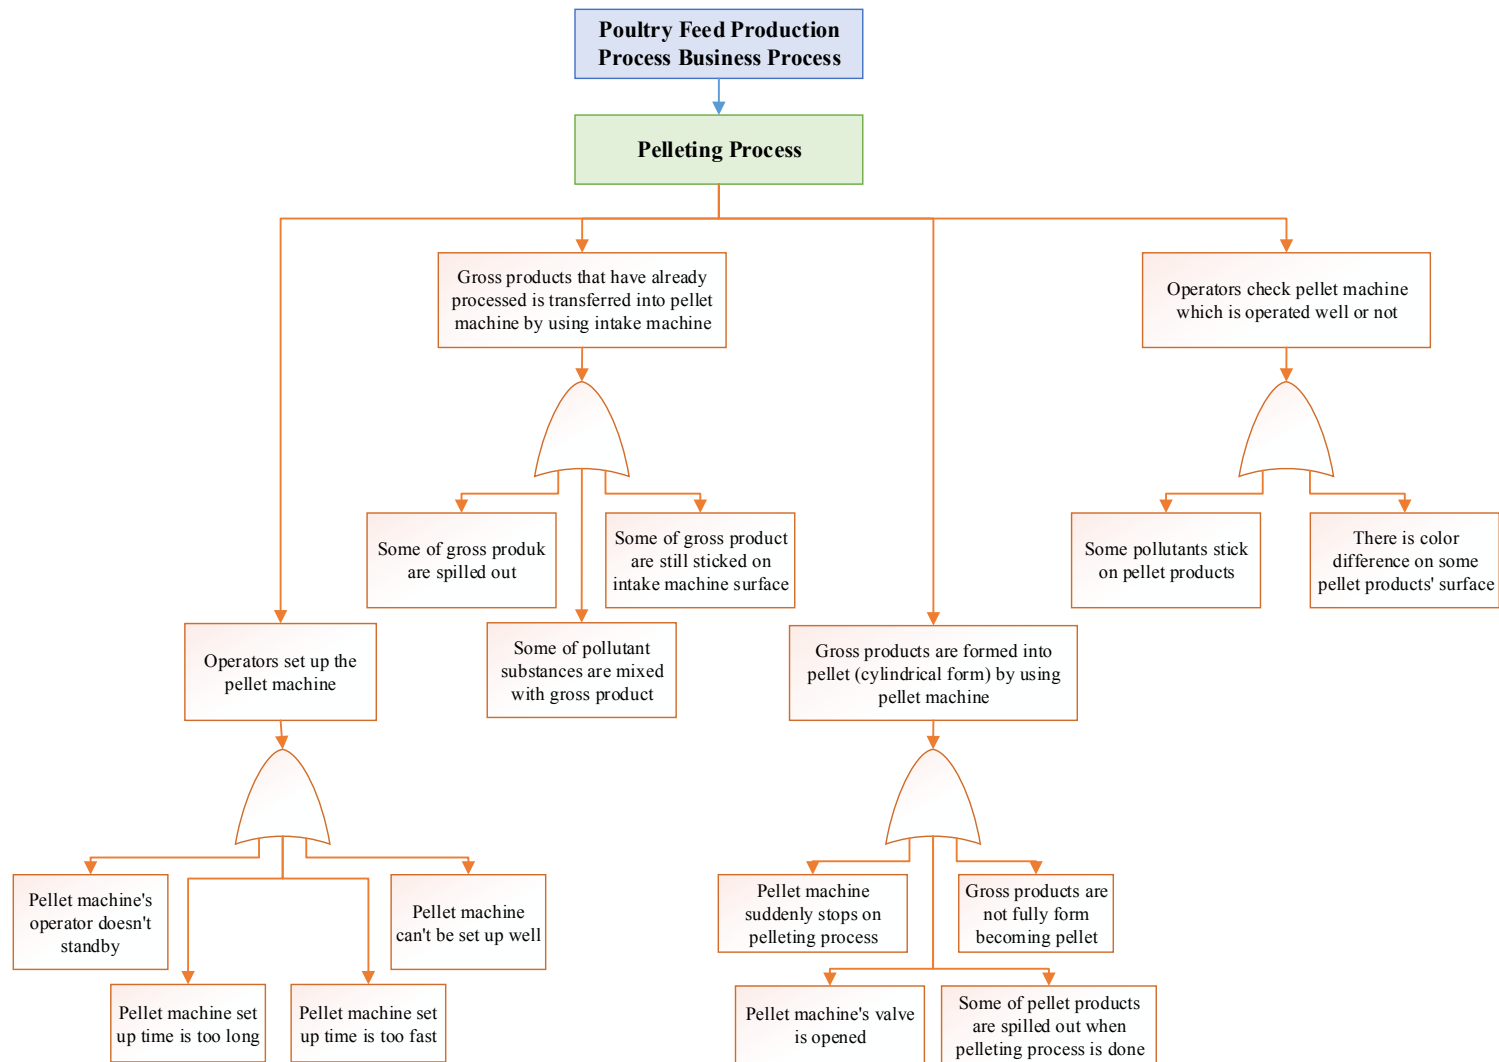 Poultry Feed Production
Process Business Process
Pelleting Process
Gross products that have already
processed is transferred into pellet
machine by using intake machine
Operators check pellet machine
which is operated well or not
Some of gross produk
are spilled out
Some of gross product
are still sticked on
intake machine surface
Some pollutants stick
on pellet products
There is color
difference on some
pellet products' surface
Operators set up the
pellet machine
Some of pollutant
substances are mixed
with gross product
Gross products are formed into
pellet (cylindrical form) by using
pellet machine
Pellet machine's
operator doesn't
standby
Pellet machine
can't be set up well
Pellet machine
suddenly stops on
pelleting process
Gross products are
not fully form
becoming pellet
Pellet machine set
up time is too long
Pellet machine set
up time is too fast
Pellet machine's valve
is opened
Some of pellet products
are spilled out when
pelleting process is done